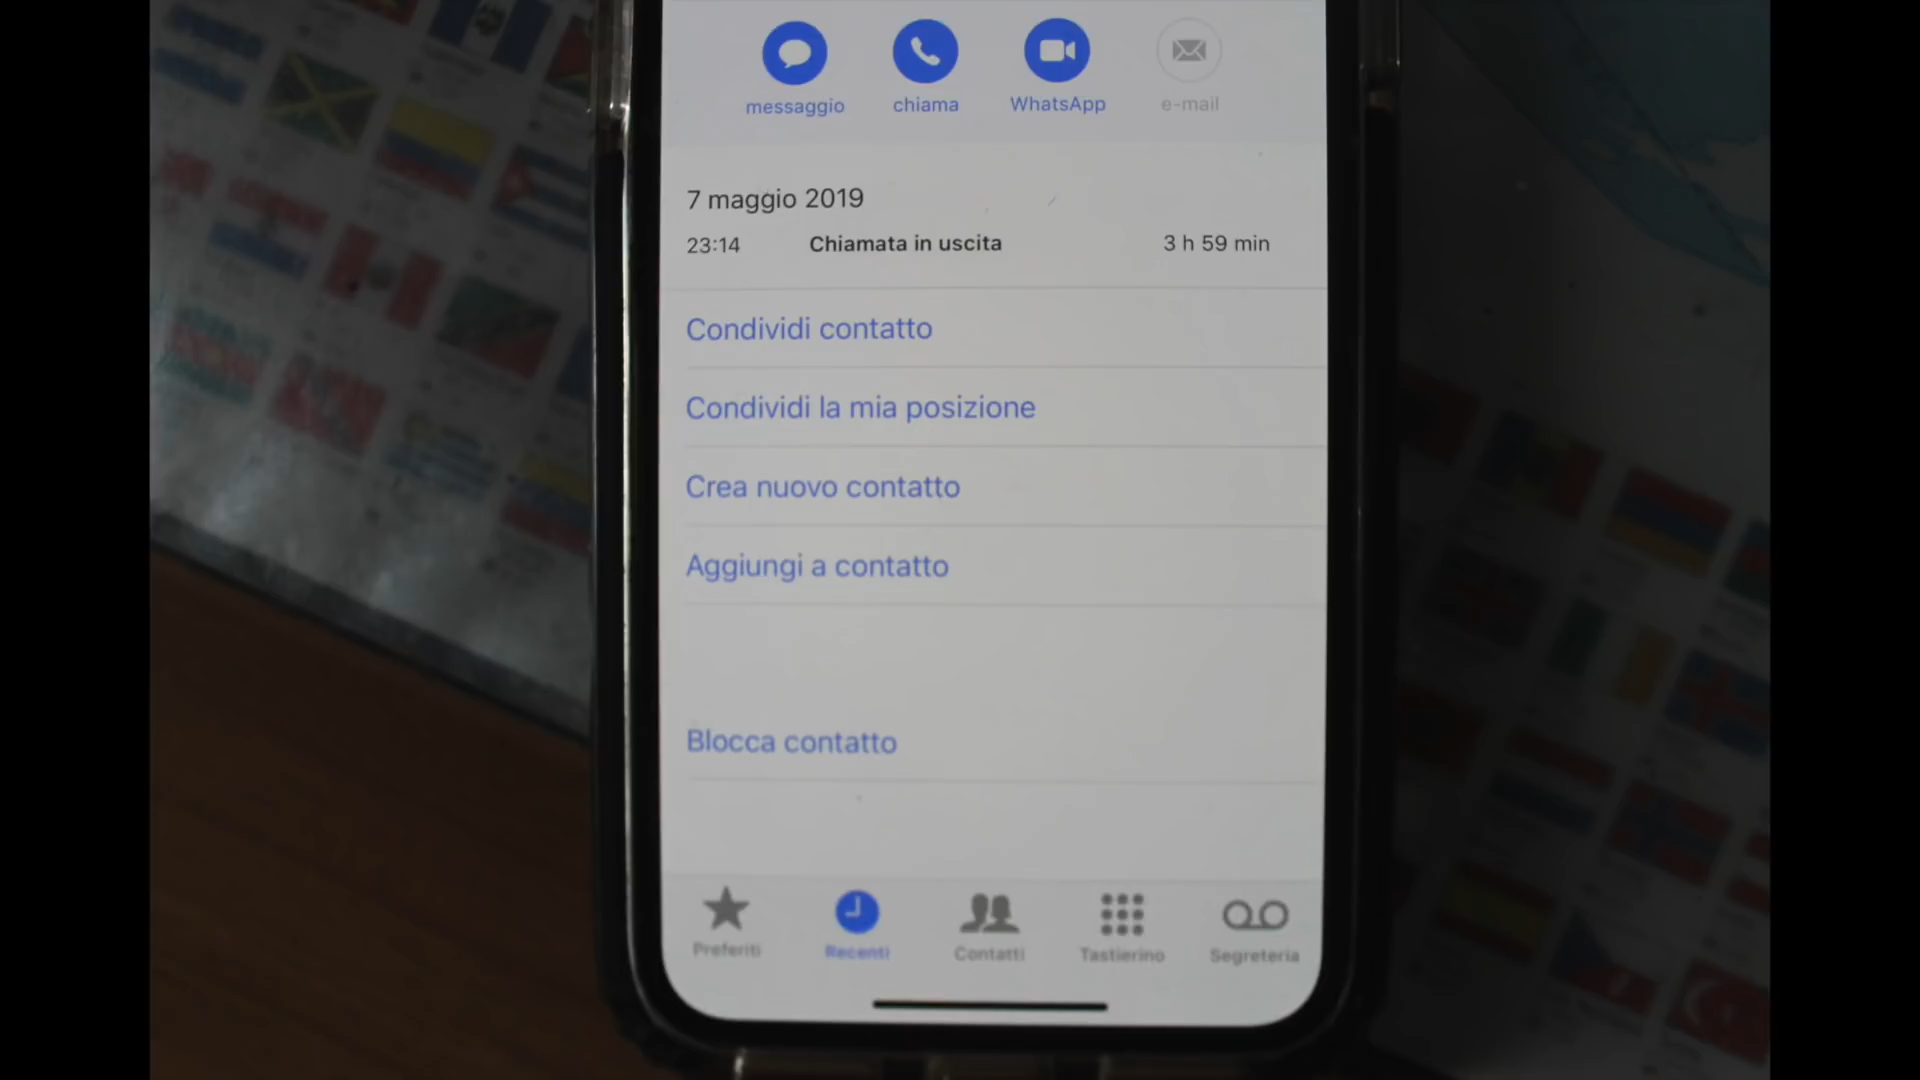 messaggio chiama WhatsApp e-mail
7 maggio 2019
23:14 Chiamata in uscita 3 h 59 min
Condividi contatto
Condividi la mia posizione
Crea nuovo contatto
Aggiungi a contatto
Blocca contatto
Preferiti Recenti Contatti Tastierino Segreteria